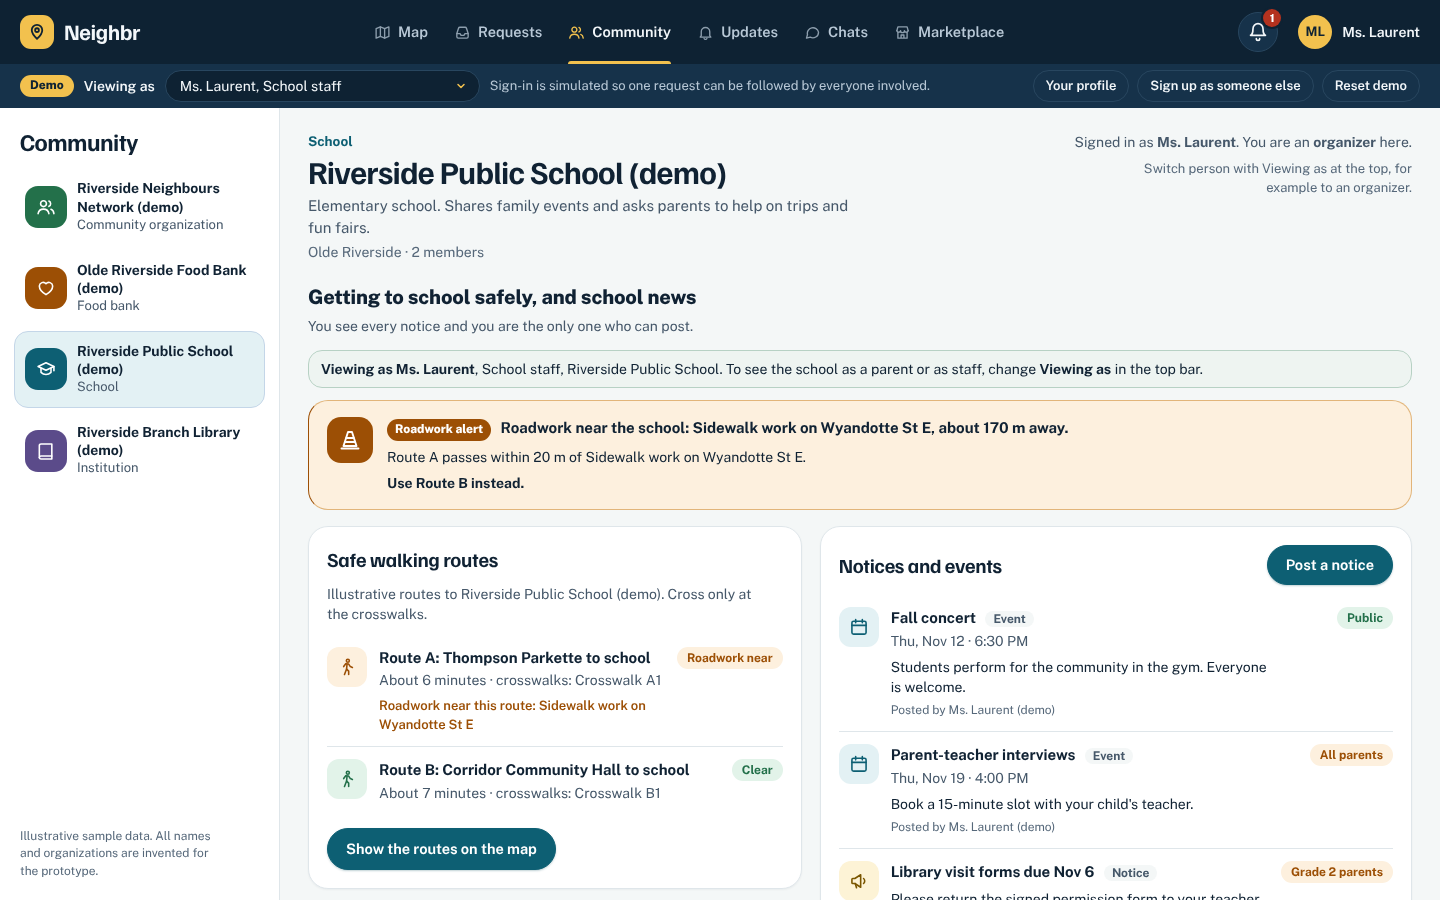 Neighbr
Map
Requests
Community
Updates
Chats
Marketplace
1
ML
Ms. Laurent
Demo
Viewing as
Ms. Laurent, School staff
Sign-in is simulated so one request can be followed by everyone involved.
Your profile
Sign up as someone else
Reset demo
Community
Riverside Neighbours
Network (demo)
Community organization
Olde Riverside Food Bank
(demo)
Food bank
Riverside Public School
(demo)
School
Riverside Branch Library
(demo)
Institution
Illustrative sample data. All names
and organizations are invented for
the prototype.
School
Riverside Public School (demo)
Elementary school. Shares family events and asks parents to help on trips and
fun fairs.
Olde Riverside · 2 members
Signed in as Ms. Laurent. You are an organizer here.
Switch person with Viewing as at the top, for
example to an organizer.
Getting to school safely, and school news
You see every notice and you are the only one who can post.
Viewing as Ms. Laurent, School staff, Riverside Public School. To see the school as a parent or as staff, change Viewing as in the top bar.
Roadwork alert
Roadwork near the school: Sidewalk work on Wyandotte St E, about 170 m away.
Route A passes within 20 m of Sidewalk work on Wyandotte St E.
Use Route B instead.
Safe walking routes
Illustrative routes to Riverside Public School (demo). Cross only at
the crosswalks.
Route A: Thompson Parkette to school
Roadwork near
About 6 minutes · crosswalks: Crosswalk A1
Roadwork near this route: Sidewalk work on
Wyandotte St E
Route B: Corridor Community Hall to school
Clear
About 7 minutes · crosswalks: Crosswalk B1
Show the routes on the map
Notices and events
Post a notice
Fall concert
Event
Public
Thu, Nov 12 · 6:30 PM
Students perform for the community in the gym. Everyone
is welcome.
Posted by Ms. Laurent (demo)
Parent-teacher interviews
Event
All parents
Thu, Nov 19 · 4:00 PM
Book a 15-minute slot with your child's teacher.
Posted by Ms. Laurent (demo)
Library visit forms due Nov 6
Notice
Grade 2 parents
Please return the signed permission form to your teacher